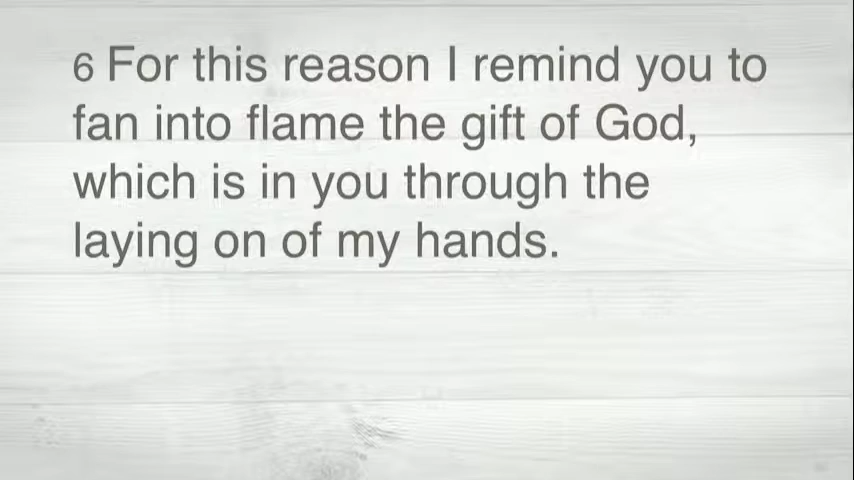 6 For this reason I remind you to
fan into flame the gift of God,
which is in you through the
laying on of my hands.